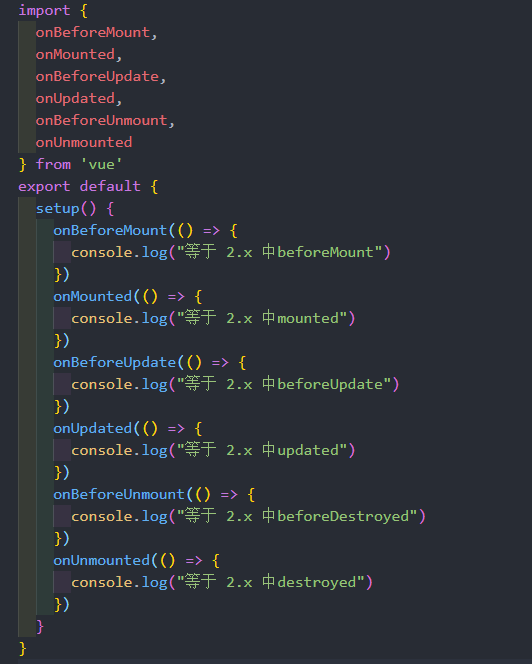 import {
  onBeforeMount,
  onMounted,
  onBeforeUpdate,
  onUpdated,
  onBeforeUnmount,
  onUnmounted
} from 'vue'
export default {
  setup() {
    onBeforeMount(() => {
      console.log("等于 2.x 中beforeMount")
    })
    onMounted(() => {
      console.log("等于 2.x 中mounted")
    })
    onBeforeUpdate(() => {
      console.log("等于 2.x 中beforeUpdate")
    })
    onUpdated(() => {
      console.log("等于 2.x 中updated")
    })
    onBeforeUnmount(() => {
      console.log("等于 2.x 中beforeDestroyed")
    })
    onUnmounted(() => {
      console.log("等于 2.x 中destroyed")
    })
  }
}